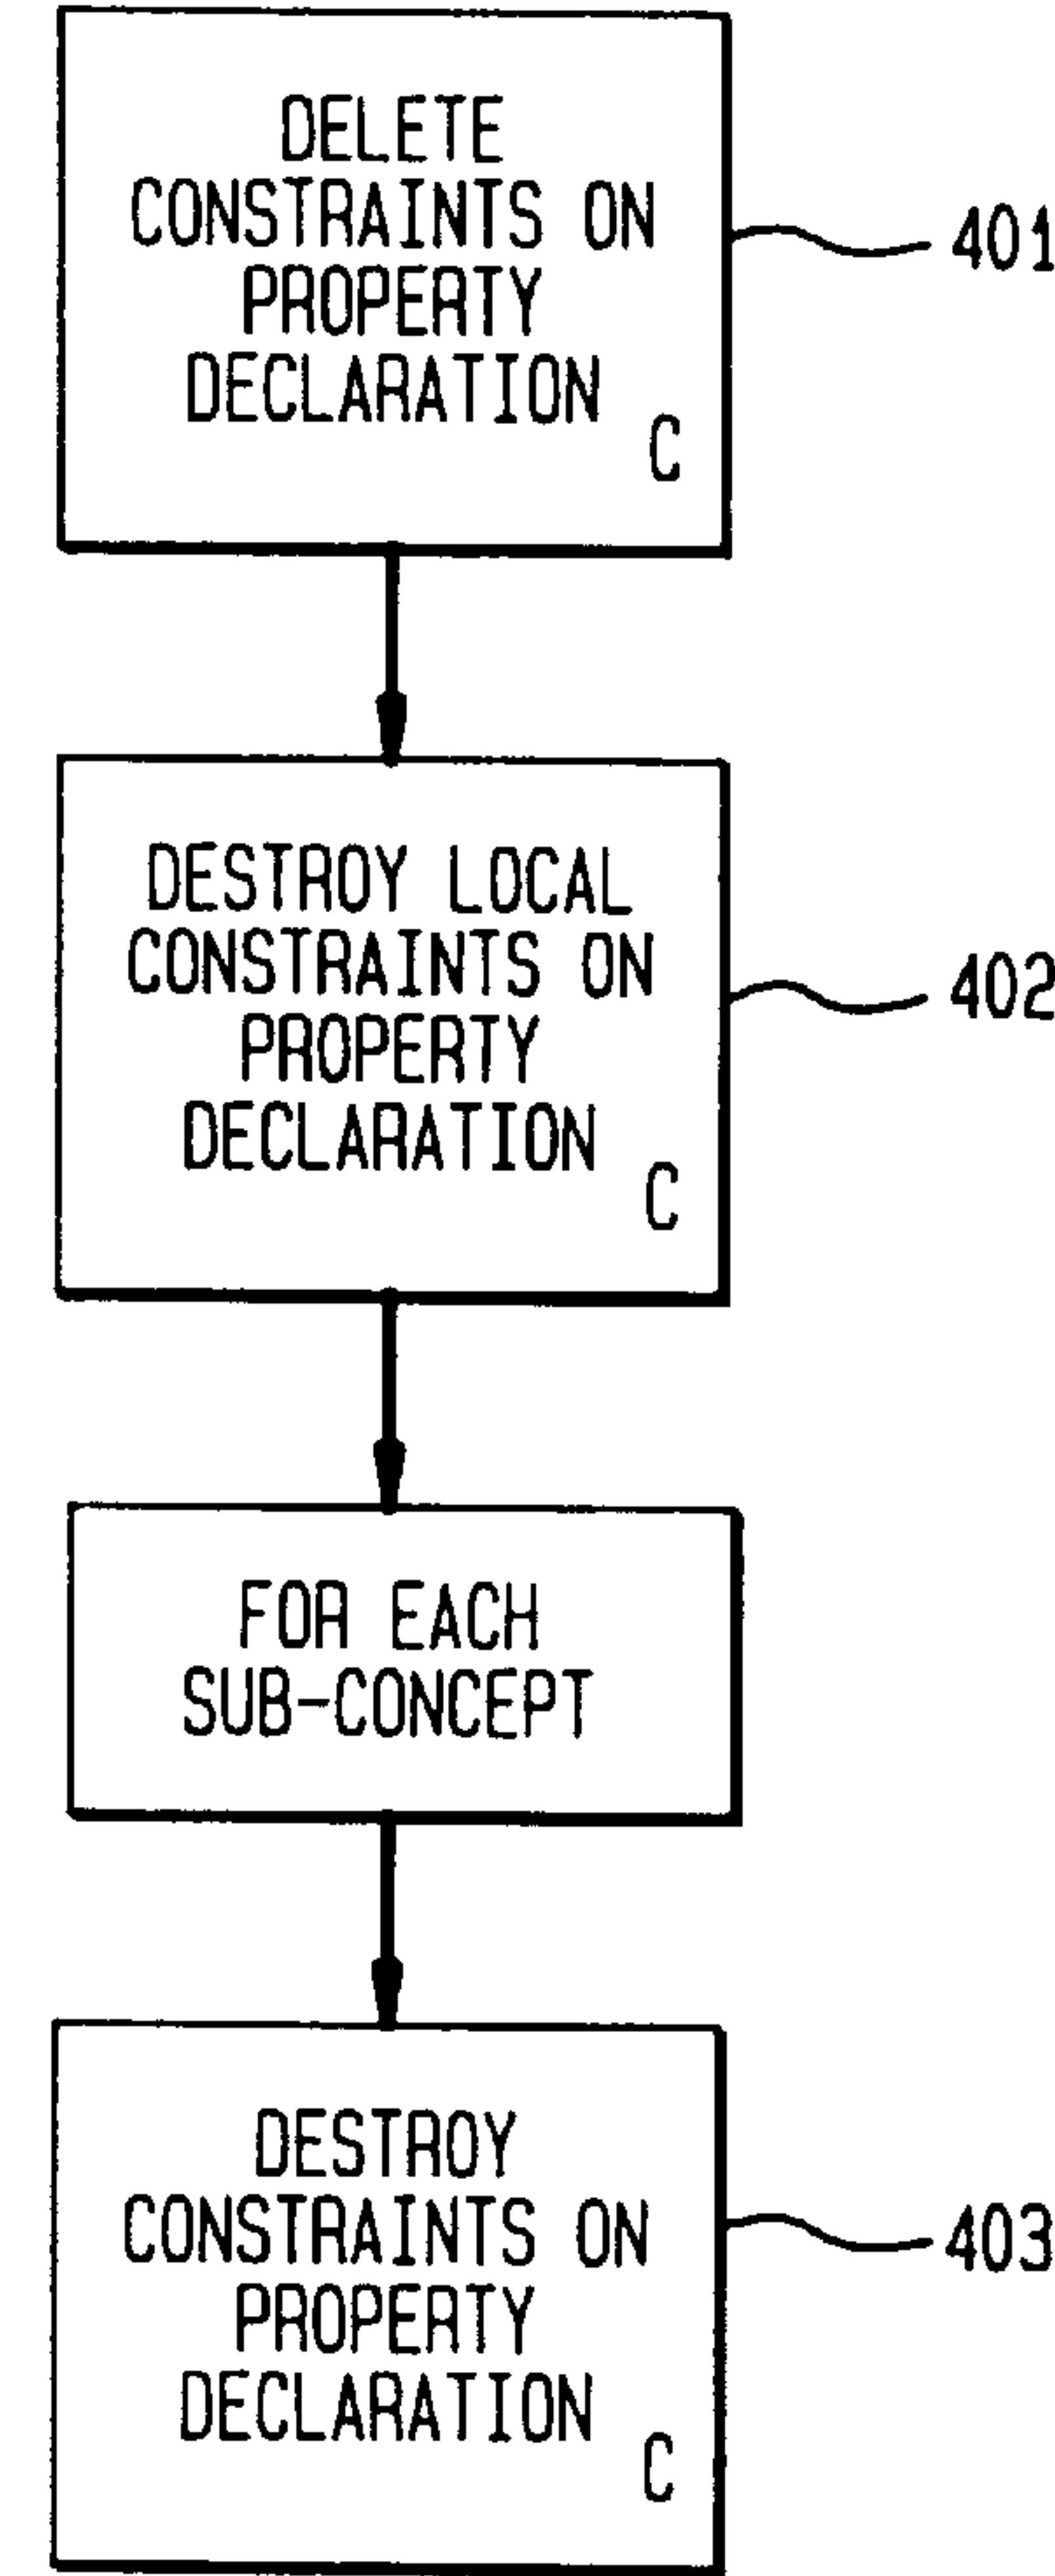 DELETE
CONSTRAINTS ON
PROPERTY
DECLARATION
C
401
DESTROY LOCAL
CONSTRAINTS ON
PROPERTY
DECLARATION
C
402
FOR EACH
SUB-CONCEPT
DESTROY
CONSTRAINTS ON
PROPERTY
DECLARATION
C
403